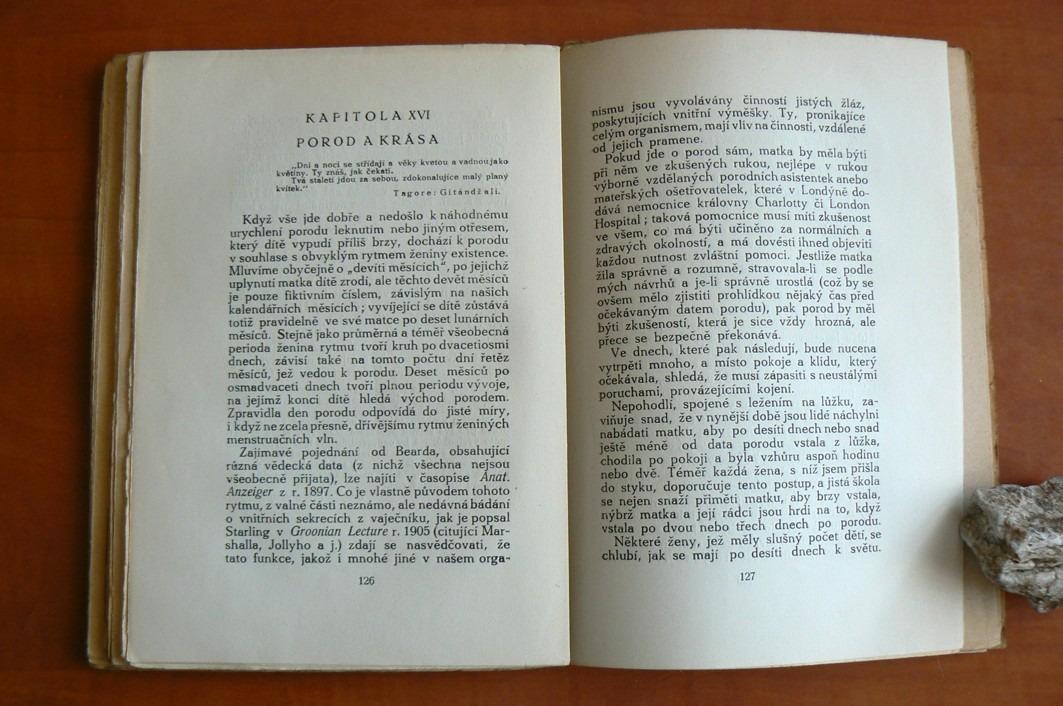 KAPITOLA XVI
POROD A KRÁSA
„Dni a noci se střídají a věky kvetou a vadnou jako
květiny. Ty znáš, jak čekati.
Tvá staletí jdou za sebou, zdokonalujíce malý planý
kvítek.“
Tagore: Gitándžali.
Když vše jde dobře a nedošlo k náhodnému
urychlení porodu leknutím nebo jiným otřesem,
který dítě vypudí příliš brzy, dochází k porodu
v souhlase s obvyklým rytmem ženiny existence.
Mluvíme obyčejně o „devíti měsících“, po jejichž
uplynutí matka dítě zrodí, ale těchto devět měsíců
je pouze fiktivním číslem, závislým na našich
kalendářních měsících; vyvíjející se dítě zůstává
totiž pravidelně ve své matce po deset lunárních
měsíců. Stejně jako průměrná a téměř všeobecná
perioda ženina rytmu tvoří kruh po dvacetiosmi
dnech, závisí také na tomto počtu dní řetěz
měsíců, jež vedou k porodu. Deset měsíců po
osmadvaceti dnech tvoří plnou periodu vývoje,
na jejímž konci dítě hledá východ porodem.
Zpravidla den porodu odpovídá do jisté míry,
i když ne zcela přesně, dřívějšímu rytmu ženiných
menstruačních vln.
Zajímavé pojednání od Bearda, obsahující
různá vědecká data (z nichž všechna nejsou
všeobecně přijata), lze najíti v časopise Anat.
Anzeiger z r. 1897. Co je vlastně původem tohoto
rytmu, z valné části neznámo, ale nedávná bádání
o vnitřních sekrecích z vaječníku, jak je popsal
Starling v Groonian Lecture r. 1905 (citující Mar-
shalla, Jollyho a j.) zdají se nasvědčovati, že
tato funkce, jakož i mnohé jiné v našem orga-
126
nismu jsou vyvolávány činností jistých žláz,
poskytujících vnitřní výměšky. Ty, pronikajíce
celým organismem, mají vliv na činnosti, vzdálené
od jejich pramene.
Pokud jde o porod sám, matka by měla býti
při něm ve zkušených rukou, nejlépe v rukou
výborně vzdělaných porodních asistentek anebo
mateřských ošetřovatelek, které v Londýně do-
dává nemocnice královny Charlotty či London
Hospital; taková pomocnice musí míti zkušenost
ve všem, co má býti učiněno za normálních a
zdravých okolností, a má dovésti ihned objeviti
každou nutnost zvláštní pomoci. Jestliže matka
žila správně a rozumně, stravovala-li se podle
mých návrhů a je-li správně urostlá (což by se
ovšem mělo zjistiti prohlídkou nějaký čas před
očekávaným datem porodu), pak porod by měl
býti zkušeností, která je sice vždy hrozná, ale
přece se bezpečně překonává.
Ve dnech, které pak následují, bude nucena
vytrpěti mnoho, a místo pokoje a klidu, který
očekávala, shledá, že musí zápasiti s neustálými
poruchami, provázejícími kojení.
Nepohodlí, spojené s ležením na lůžku, za-
viňuje snad, že v nynější době jsou lidé náchylni
nabádati matku, aby po desíti dnech nebo snad
ještě méně od data porodu vstala z lůžka,
chodila po pokoji a byla vzhůru aspoň hodinu
nebo dvě. Téměř každá žena, s níž jsem přišla
do styku, doporučuje tento postup, a jistá škola
se nejen snaží přiměti matku, aby brzy vstala,
nýbrž matka a její rádci jsou hrdi na to, když
vstala po dvou nebo třech dnech po porodu.
Některé ženy, jež měly slušný počet dětí, se
chlubí, jak se mají po desíti dnech k světu.
127